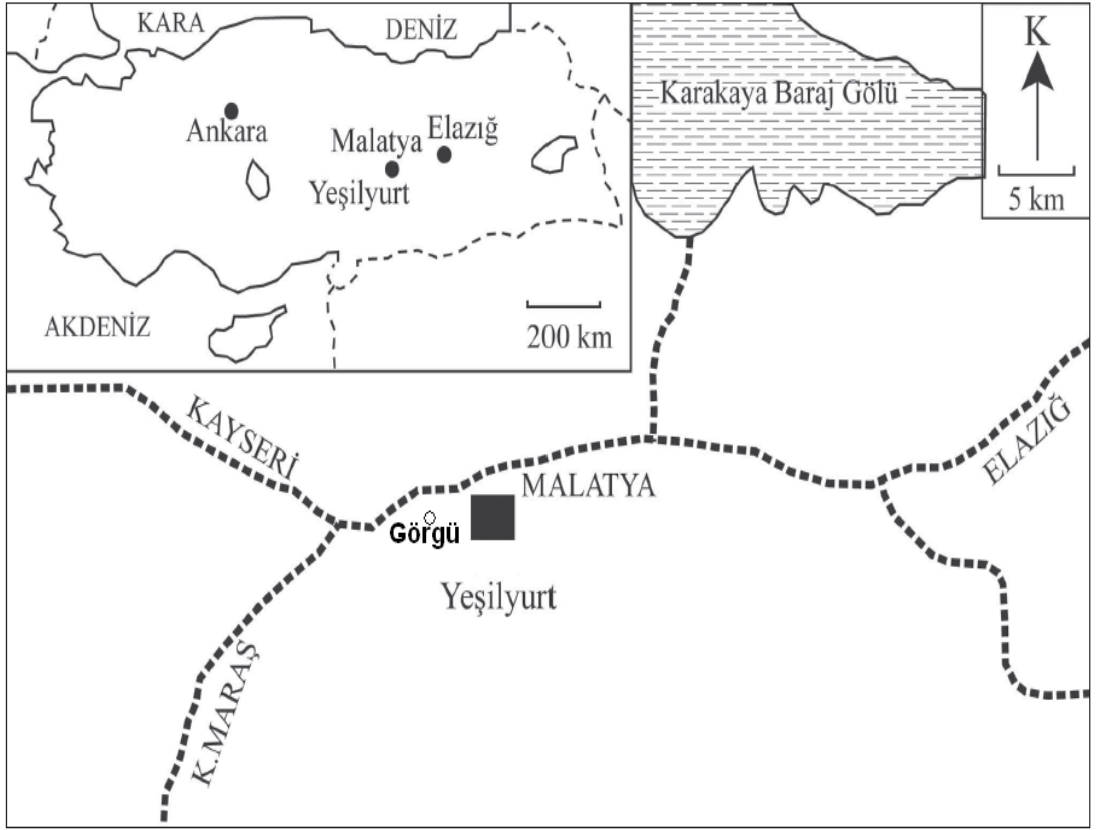 KARA
DENİZ
Ankara
Malatya
Elazığ
Yeşilyurt
AKDENİZ
200 km
Karakaya Baraj Gölü
K
5 km
KAYSERİ
ELAZIĞ
MALATYA
Görgü
Yeşilyurt
K.MARAŞ